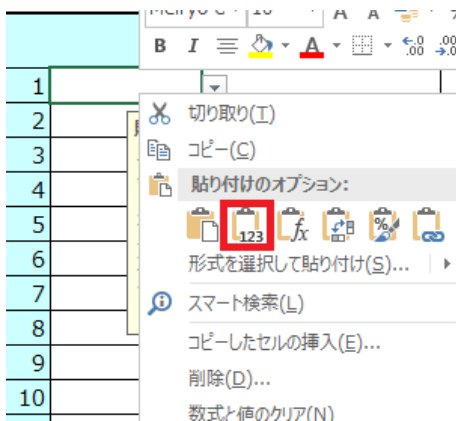 B I A .00 .00
1
2
3
4
5
6
7
8
9
10
切り取り(T)
コピー(C)
貼り付けのオプション:
123 fx %
形式を選択して貼り付け(S)...
スマート検索(L)
コピーしたセルの挿入(E)...
削除(D)...
数式と値のクリア(N)